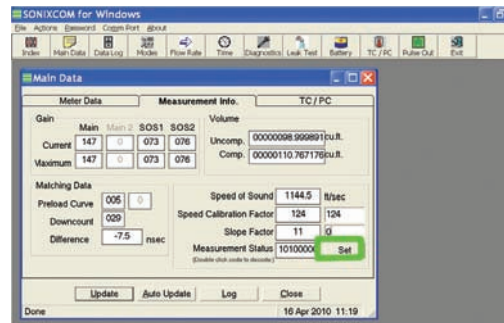 SONIXCOM for Windows
File Actions Password Comm Port About
Index Main Data Data Log Modes Flow Rate Time Diagnostics Leak Test Battery TC / PC Pulse Out Exit
Main Data
Meter Data Measurement Info. TC / PC
Gain Volume
Main Main 2 SOS1 SOS2
Current 147 0 073 076
Maximum 147 0 073 076
Uncomp. 00000098.999891 cu.ft.
Comp. 00000110.767176 cu.ft.
Matching Data
Preload Curve 005 0
Downcount 029
Difference -7.5 nsec
Speed of Sound 1144.5 ft/sec
Speed Calibration Factor 124 124
Slope Factor 11 0
Measurement Status 1010000 Set
(Double click code to decode)
Update Auto Update Log Close
Done 16 Apr 2010 11:19